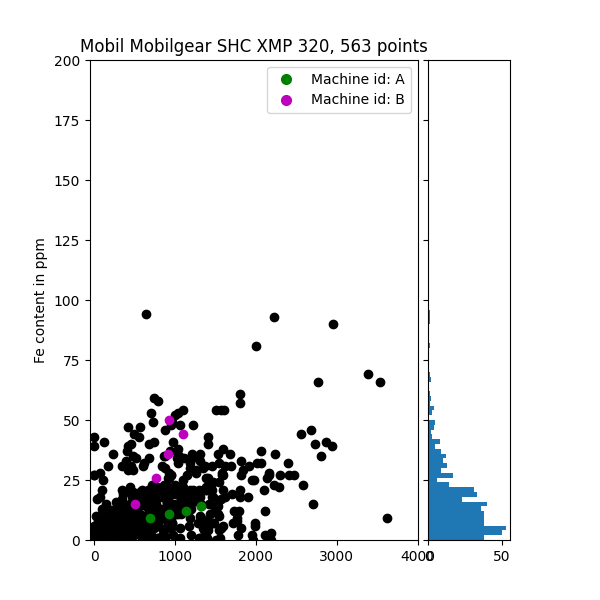 Mobil Mobilgear SHC XMP 320, 563 points
Machine id: A
Machine id: B
Fe content in ppm
200
175
150
125
100
75
50
25
0
0 1000 2000 3000 4000
0 50